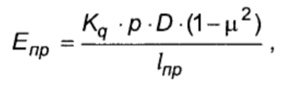 Eпр = Kq · p · D · (1−μ²) / lпр ,